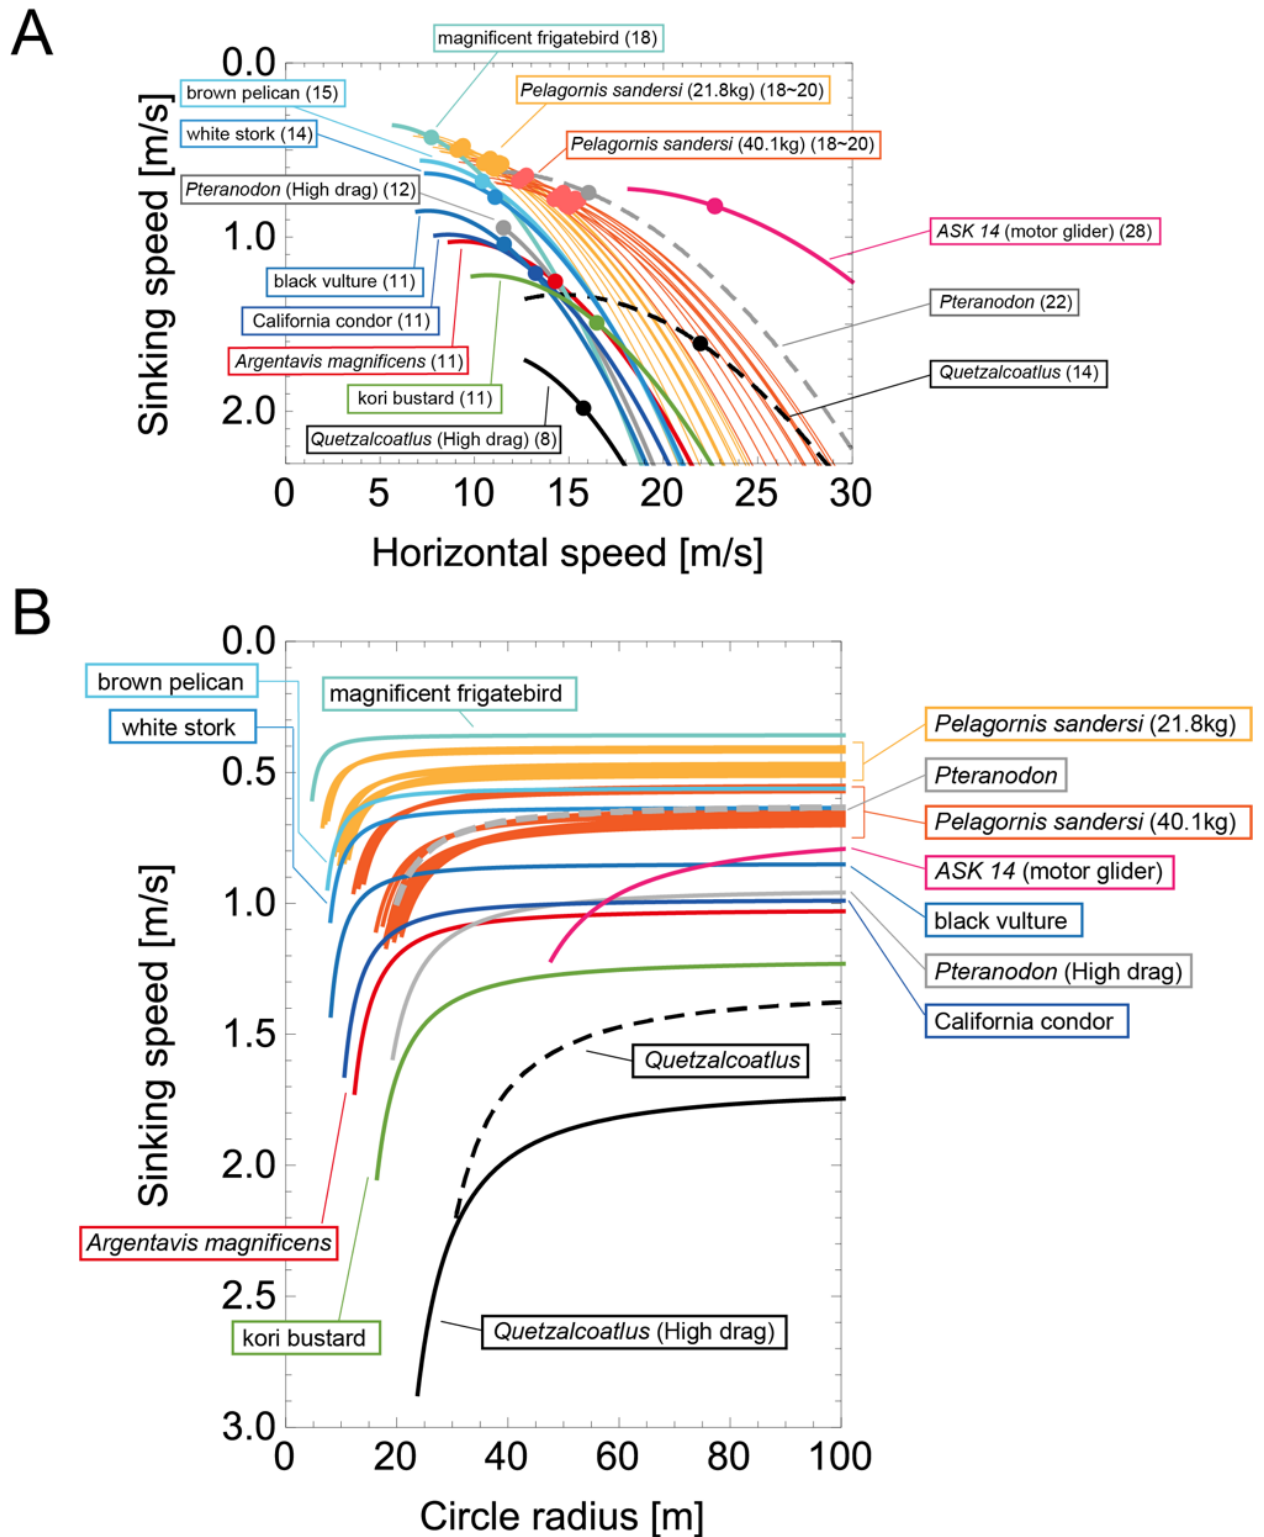 A
magnificent frigatebird (18)
0.0
brown pelican (15)
Pelagornis sandersi (21.8kg) (18~20)
white stork (14)
Pelagornis sandersi (40.1kg) (18~20)
Pteranodon (High drag) (12)
1.0
ASK 14 (motor glider) (28)
black vulture (11)
Pteranodon (22)
California condor (11)
Argentavis magnificens (11)
Quetzalcoatlus (14)
kori bustard (11)
2.0
Quetzalcoatlus (High drag) (8)
Sinking speed [m/s]
0 5 10 15 20 25 30
Horizontal speed [m/s]
B
0.0
brown pelican
magnificent frigatebird
white stork
Pelagornis sandersi (21.8kg)
0.5
Pteranodon
Pelagornis sandersi (40.1kg)
ASK 14 (motor glider)
1.0
black vulture
Pteranodon (High drag)
California condor
1.5
Quetzalcoatlus
2.0
Argentavis magnificens
2.5
kori bustard
Quetzalcoatlus (High drag)
3.0
Sinking speed [m/s]
0 20 40 60 80 100
Circle radius [m]